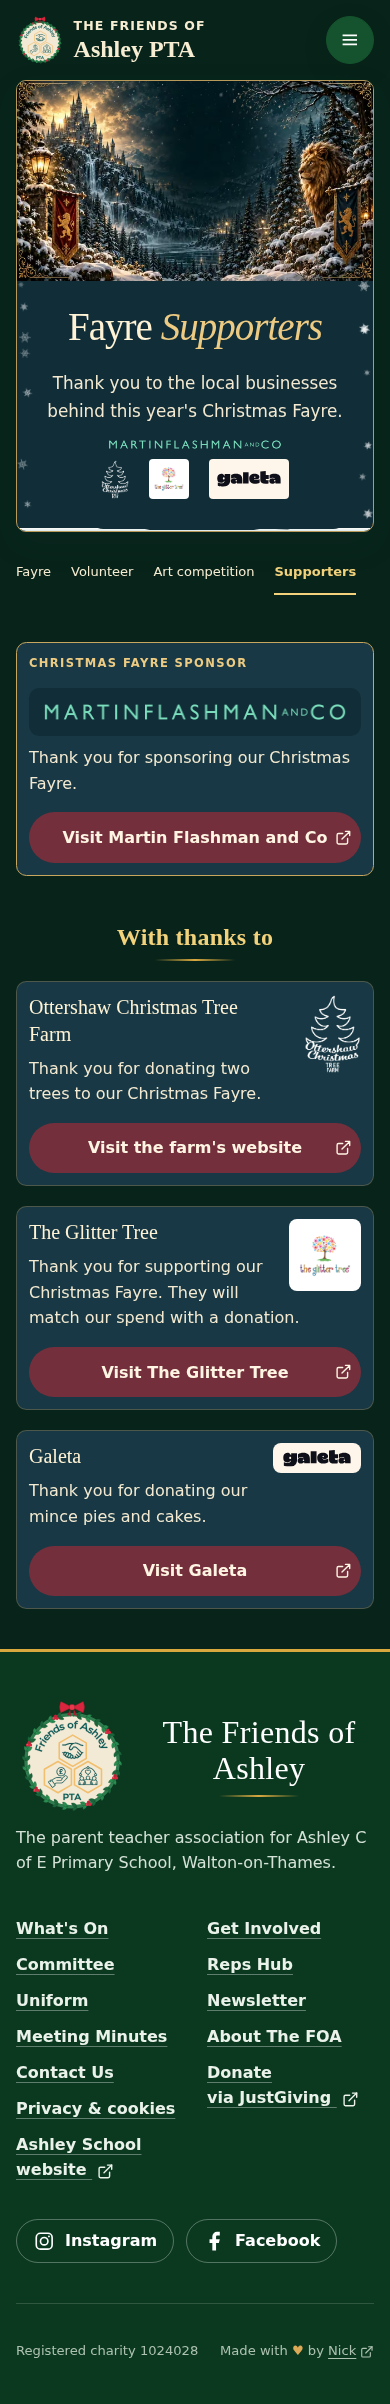 THE FRIENDS OF
Ashley PTA
Fayre Supporters
Thank you to the local businesses
behind this year's Christmas Fayre.
MARTINFLASHMANANDCO
the glitter tree
galeta
Fayre
Volunteer
Art competition
Supporters
CHRISTMAS FAYRE SPONSOR
MARTINFLASHMANANDCO
Thank you for sponsoring our Christmas
Fayre.
Visit Martin Flashman and Co
With thanks to
Ottershaw Christmas Tree
Farm
Ottershaw
Christmas
TREE
FARM
Thank you for donating two
trees to our Christmas Fayre.
Visit the farm's website
The Glitter Tree
the glitter tree
Thank you for supporting our
Christmas Fayre. They will
match our spend with a donation.
Visit The Glitter Tree
Galeta
galeta
Thank you for donating our
mince pies and cakes.
Visit Galeta
Friends of Ashley
PTA
The Friends of
Ashley
The parent teacher association for Ashley C
of E Primary School, Walton-on-Thames.
What's On
Committee
Uniform
Meeting Minutes
Contact Us
Privacy & cookies
Ashley School
website
Get Involved
Reps Hub
Newsletter
About The FOA
Donate
via JustGiving
Instagram
Facebook
Registered charity 1024028
Made with ♥ by Nick